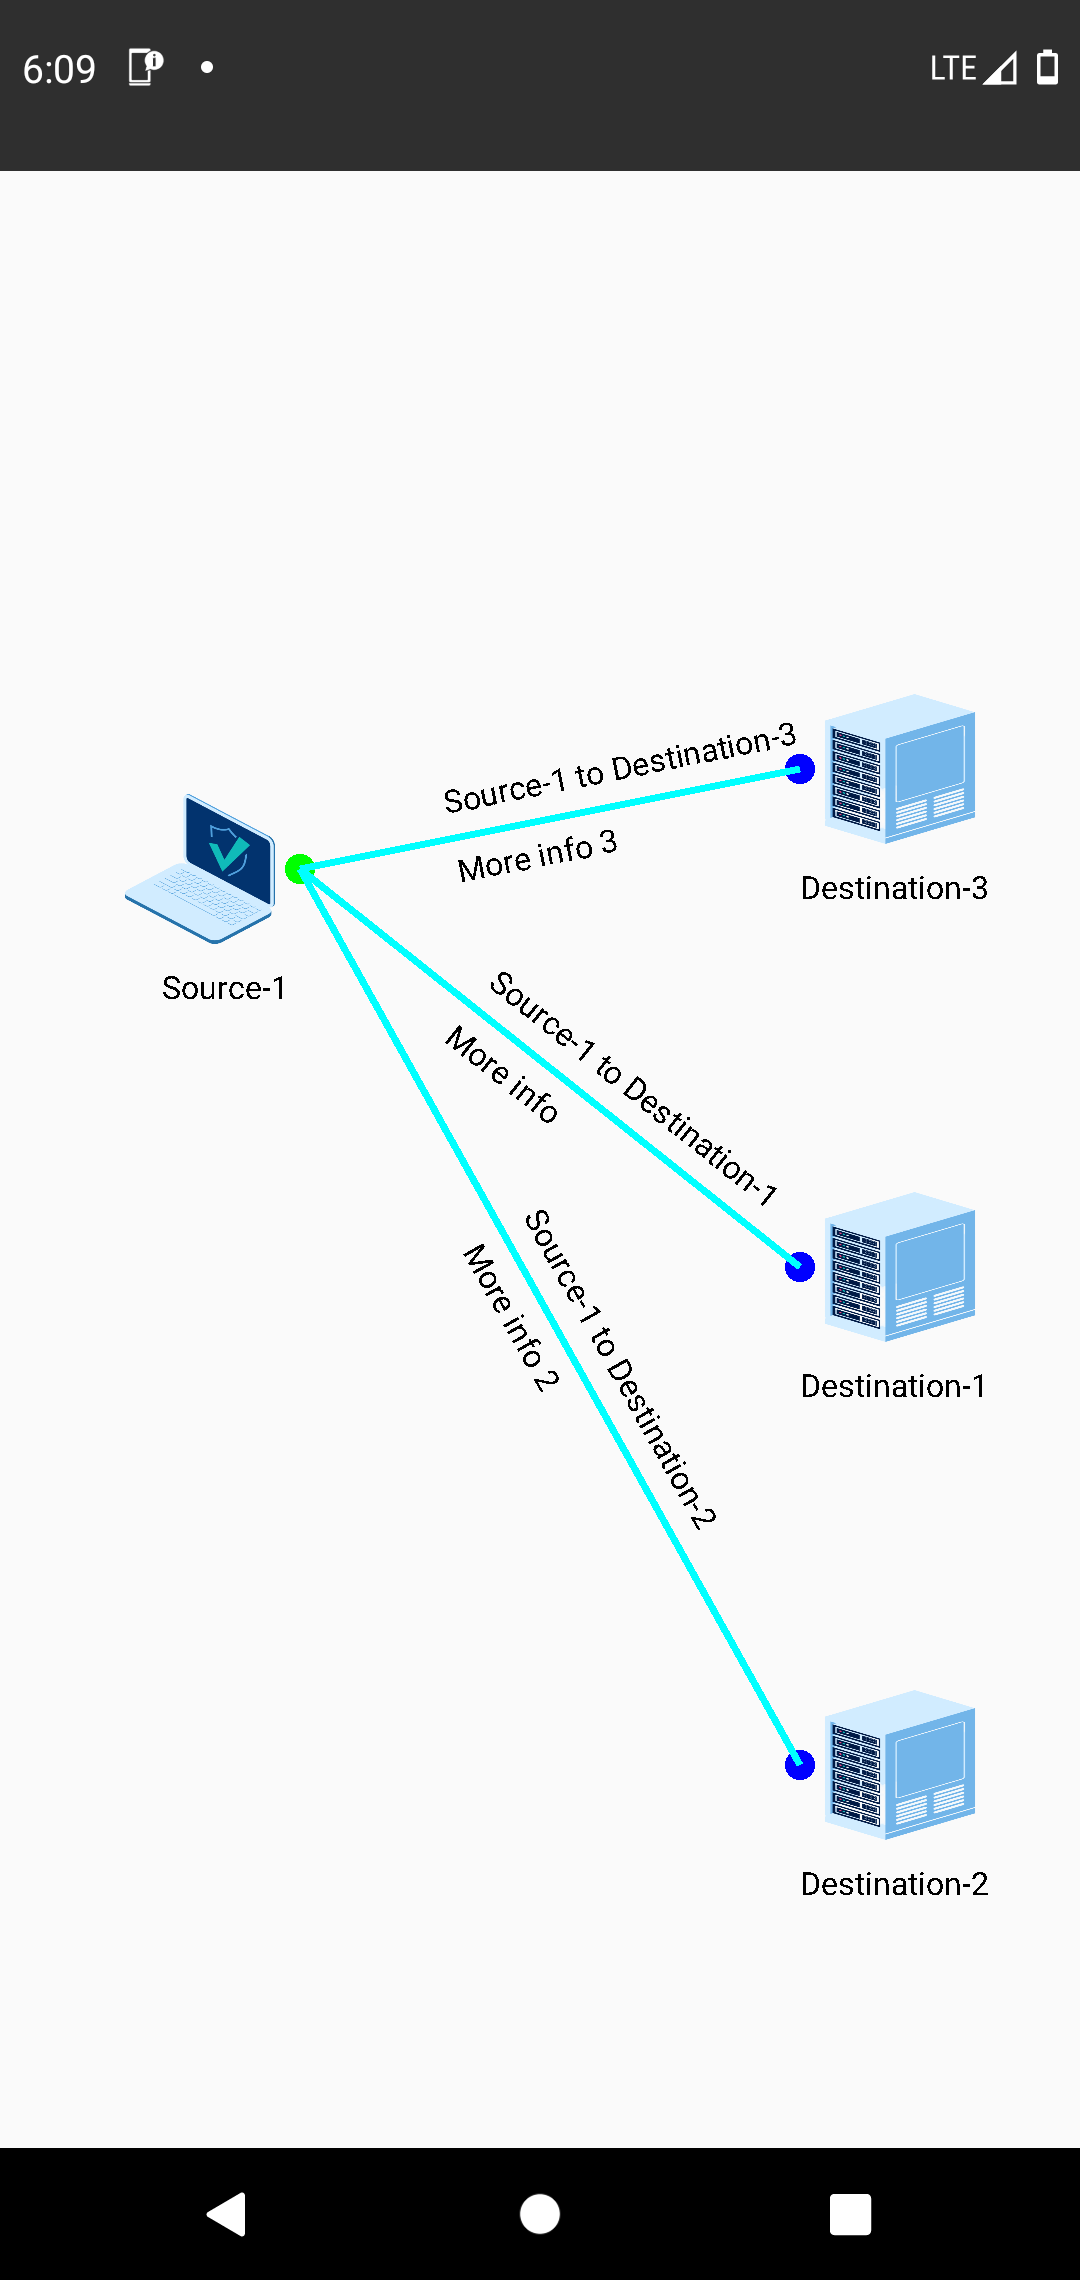 6:09
LTE
Source-1 to Destination-3
More info 3
Destination-3
Source-1
Source-1 to Destination-1
More info
Destination-1
Source-1 to Destination-2
More info 2
Destination-2